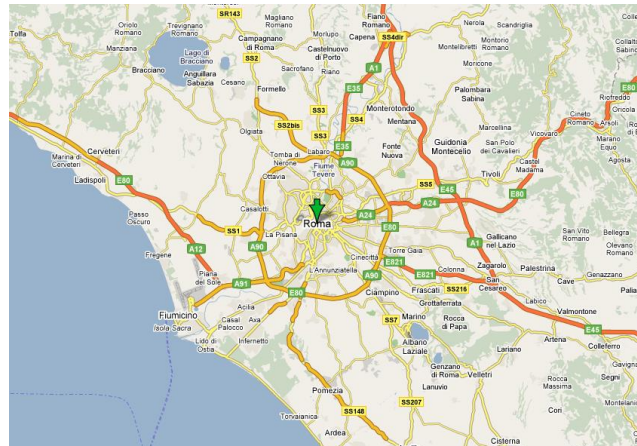 SR143
Magliano
Romano
Fiano
Romano
Nerola
Scandriglia
Tolfa
Oriolo
Romano
Trevignano
Romano
Campagnano
di Roma
Morlupo
Capena
SS4dir
Montorio
Romano
Manziana
Lago di
Bracciano
SS2
Castelnuovo
di Porto
Montelibretti
Bracciano
Sacrofano
Riano
A1
Moricone
Anguillara
Sabazia
Cesano
E35
Palombara
Sabina
Riofreddo
E80
Formello
SS3
Monterotondo
Oricola
SS4
Mentana
Cineto
Romano
Arsoli
SS2bis
SS3
Marcellina
Vicovaro
Marano
Equo
Olgiata
Labaro
E35
Fonte
Nuova
Guidonia
Montecelio
San Polo
dei Cavalieri
Cerveteri
Tomba di
Nerone
A90
Castel
Madama
Agosta
Marina di
Cerveteri
Fiume
Tevere
Tivoli
Ladispoli
E80
Ottavia
SS5
E45
E80
Passo
Oscuro
Casalotti
A24
A24
SS1
Roma
E80
Fregene
A12
A90
La Pisana
A1
San Vito
Romano
Bellegra
Cinecittà
Torre Gaia
Gallicano
nel Lazio
Olevano
Romano
E821
Zagarolo
Piana
del Sole
A91
L'Annunziatella
A90
E821
Colonna
Palestrina
Genazzano
E80
Frascati
San
Cesareo
Cave
Acilia
Ciampino
SS216
Fiumicino
Isola Sacra
Casal
Palocco
Axa
Grottaferrata
Labico
Valmontone
Lido di
Ostia
Infernetto
SS7
Marino
Rocca
di Papa
E45
Albano
Laziale
Lariano
Artena
Colleferro
Genzano
di Roma
Velletri
Pomezia
Lanuvio
Rocca
Massima
Segni
Torvaianica
SS148
SS207
Cori
Ardea